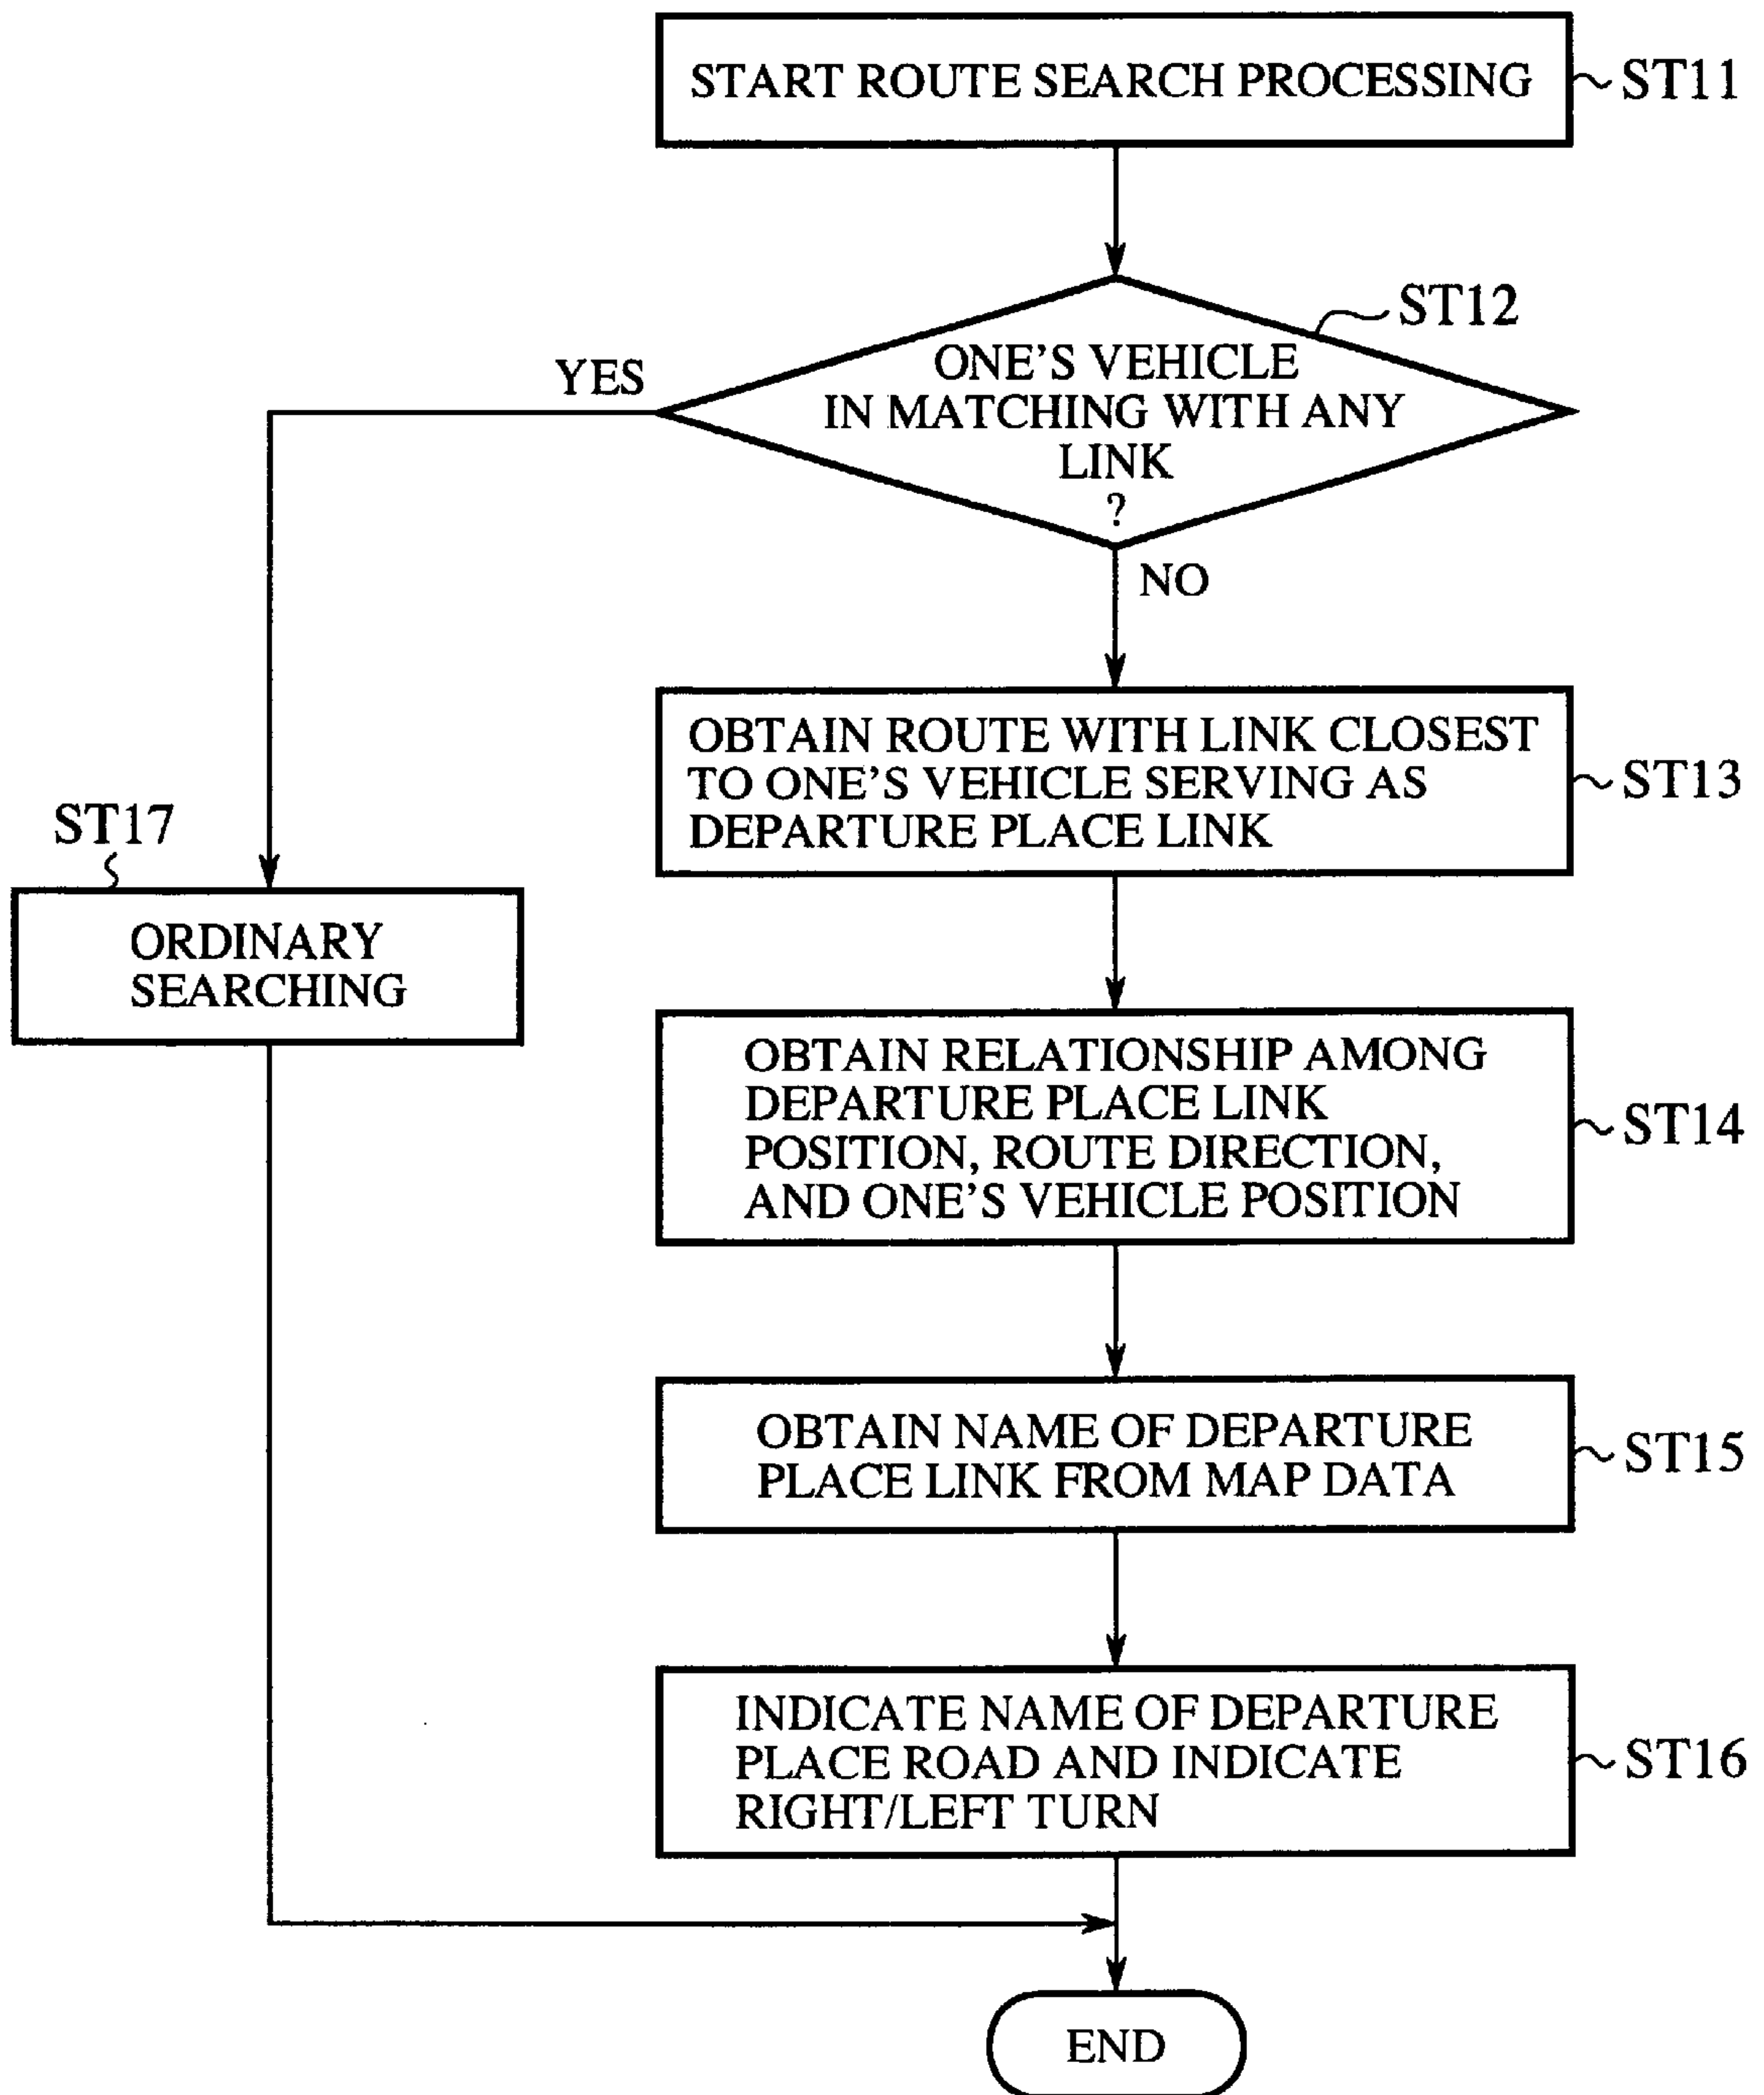 START ROUTE SEARCH PROCESSING
ST11
ST12
ONE'S VEHICLE
IN MATCHING WITH ANY
LINK
?
YES
NO
OBTAIN ROUTE WITH LINK CLOSEST
TO ONE'S VEHICLE SERVING AS
DEPARTURE PLACE LINK
ST13
ST17
ORDINARY
SEARCHING
OBTAIN RELATIONSHIP AMONG
DEPARTURE PLACE LINK
POSITION, ROUTE DIRECTION,
AND ONE'S VEHICLE POSITION
ST14
OBTAIN NAME OF DEPARTURE
PLACE LINK FROM MAP DATA
ST15
INDICATE NAME OF DEPARTURE
PLACE ROAD AND INDICATE
RIGHT/LEFT TURN
ST16
END